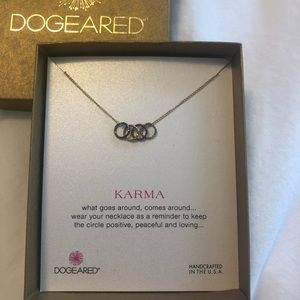 DOGEARED®
KARMA
what goes around, comes around...
wear your necklace as a reminder to keep
the circle positive, peaceful and loving...
DOGEARED®
HANDCRAFTED
IN THE U.S.A.